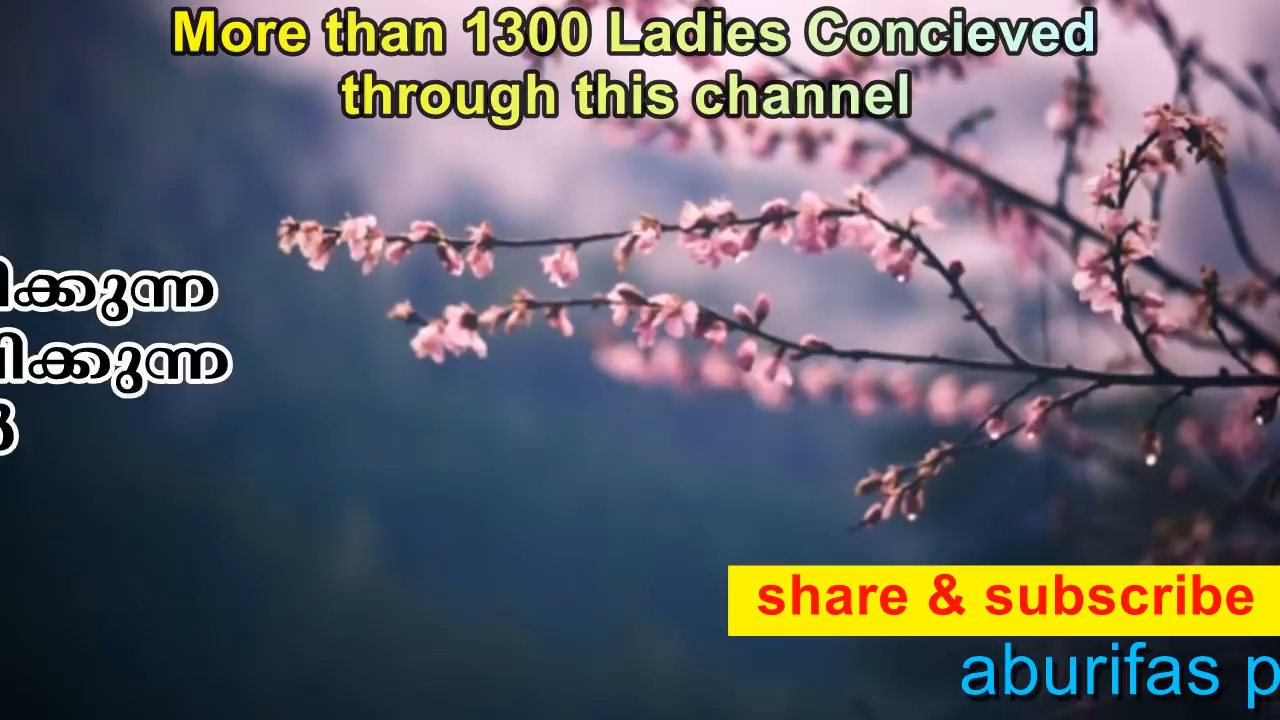 More than 1300 Ladies Concieved
through this channel
ിക്കുന്ന
ിക്കുന്ന
share & subscribe
aburifas p